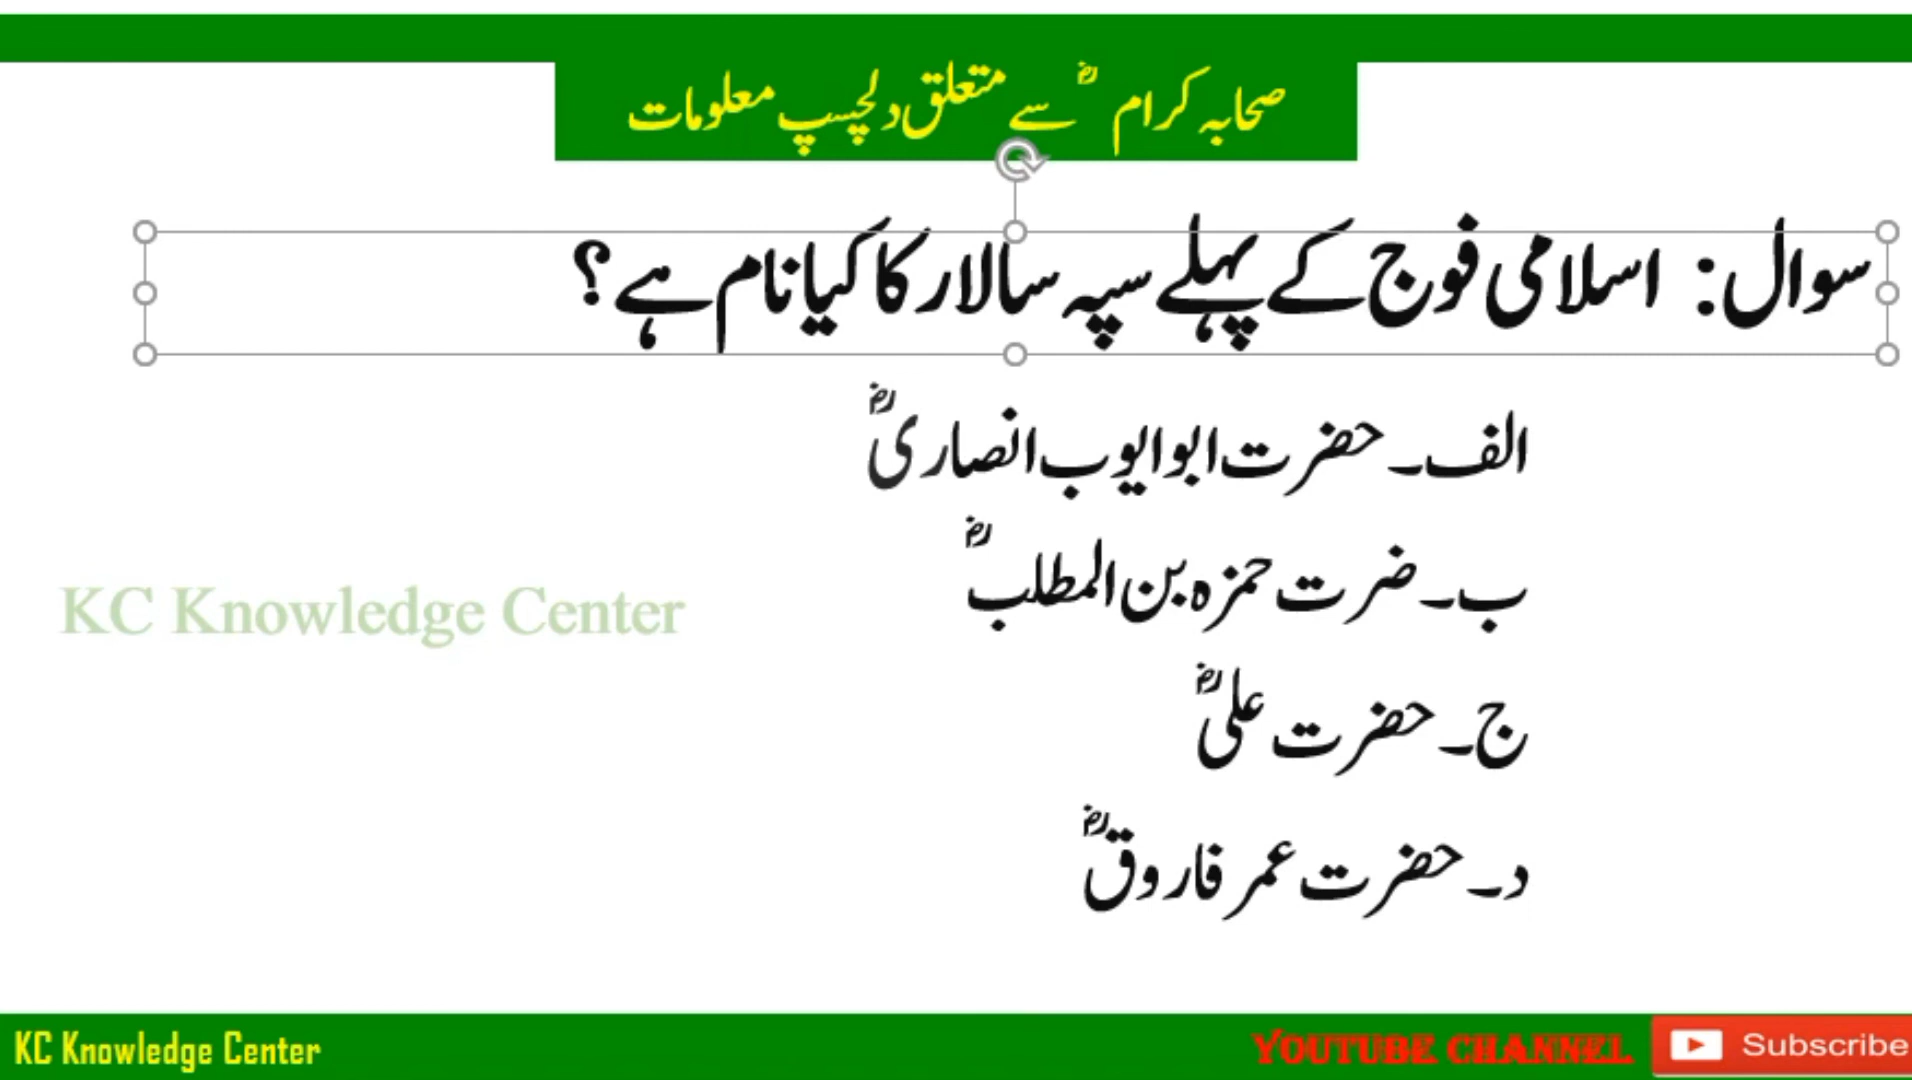 صحابہ کرام ؓ سے متعلق دلچسپ معلومات
سوال: اسلامی فوج کے پہلے سپہ سالار کا کیا نام ہے؟
الف۔ حضرت ابو ایوب انصاریؓ
ب۔ ضرت حمزہ بن المطلبؓ
KC Knowledge Center
ج۔ حضرت علیؓ
د۔ حضرت عمر فاروقؓ
KC Knowledge Center
YOUTUBE CHANNEL
Subscribe